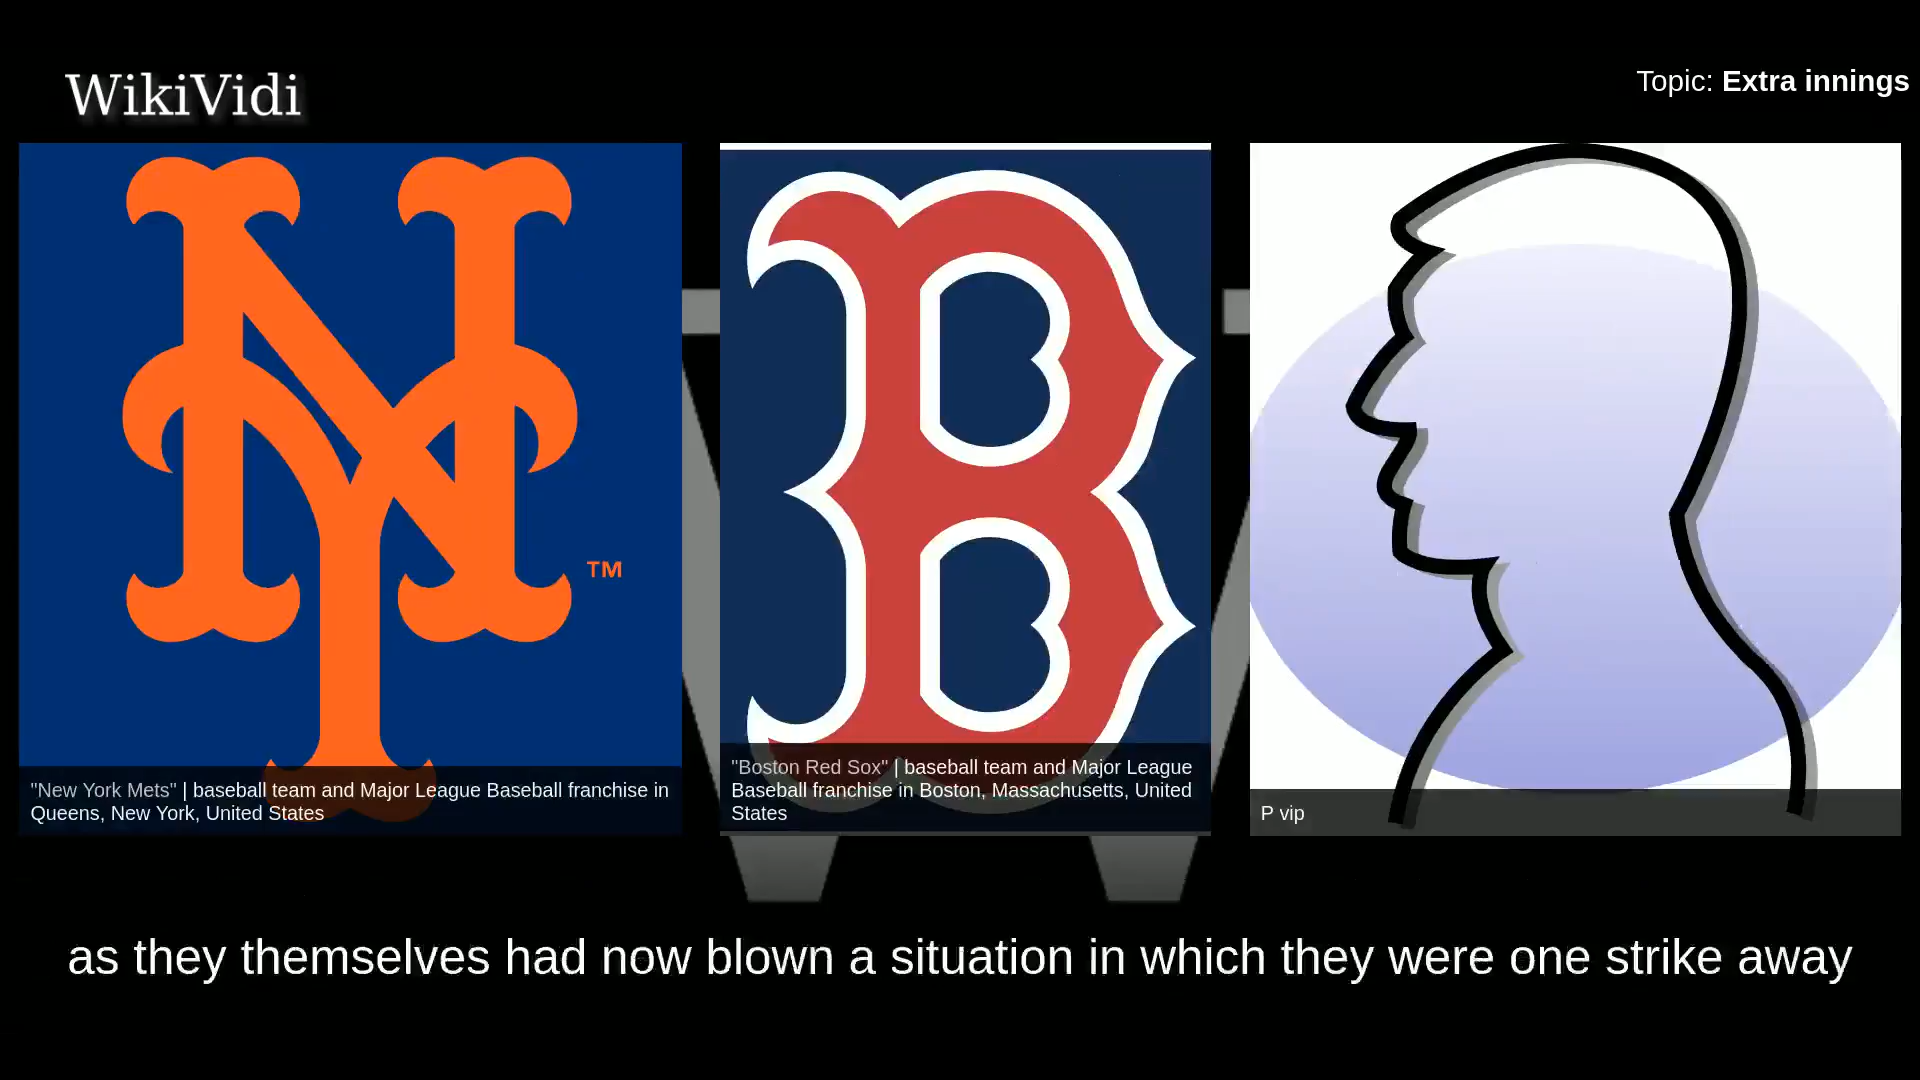 WikiVidi
Topic: Extra innings
NY
TM
B
"New York Mets" | baseball team and Major League Baseball franchise in
Queens, New York, United States
"Boston Red Sox" | baseball team and Major League
Baseball franchise in Boston, Massachusetts, United
States
P vip
as they themselves had now blown a situation in which they were one strike away